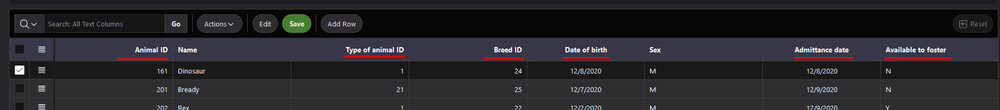 Search: All Text Columns Go Actions Edit Save Add Row Reset
Animal ID Name Type of animal ID Breed ID Date of birth Sex Admittance date Available to foster
161 Dinosaur 1 24 12/8/2020 M 12/8/2020 N
201 Bready 21 25 12/7/2020 M 12/9/2020 N
202 Rex 1 22 12/2/2020 M 12/9/2020 Y